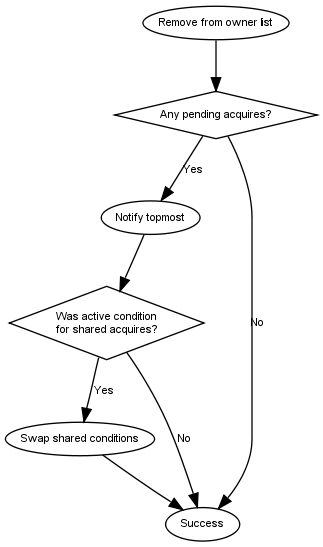 Remove from owner list
Any pending acquires?
Yes
Notify topmost
Was active condition
for shared acquires?
No
Yes
Swap shared conditions
No
Success